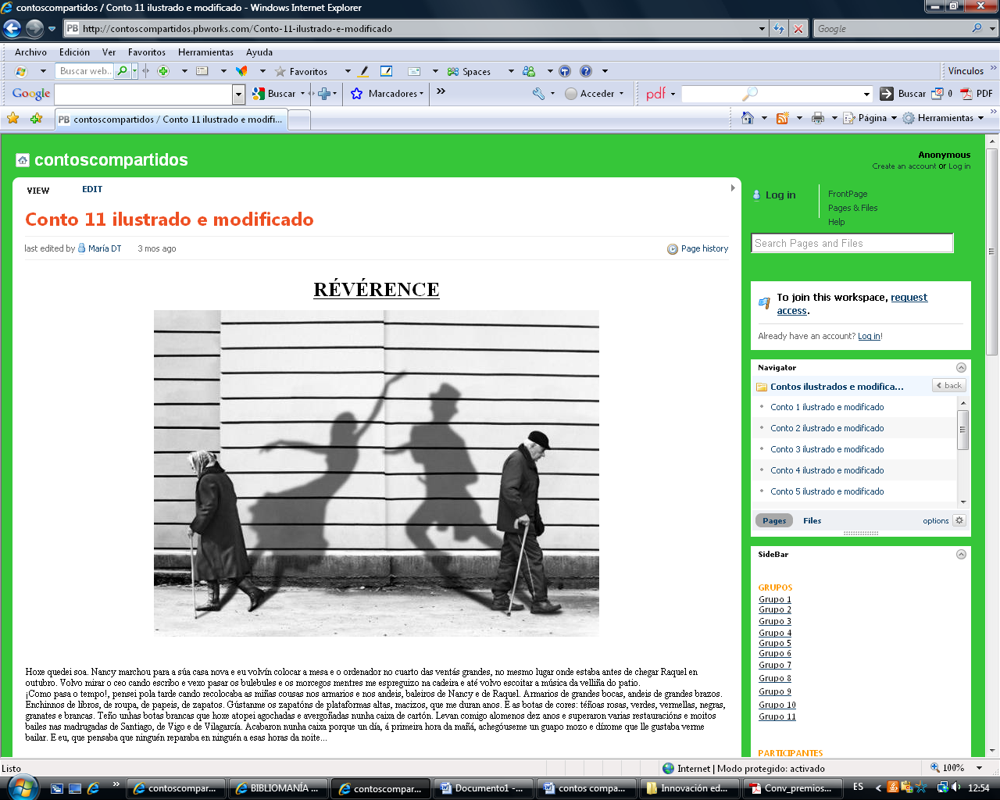 contoscompartidos / Conto 11 ilustrado e modificado - Windows Internet Explorer
PB http://contoscompartidos.pbworks.com/Conto-11-ilustrado-e-modificado
Google
Archivo Edición Ver Favoritos Herramientas Ayuda
Buscar web... Favoritos Spaces Vínculos »
Google Buscar Marcadores » Acceder pdf Buscar 0 PDF
PB contoscompartidos / Conto 11 ilustrado e modifi... Página Herramientas »
contoscompartidos
Anonymous
Create an account or Log in
VIEW EDIT
Log in
FrontPage
Pages & Files
Help
Conto 11 ilustrado e modificado
last edited by María DT 3 mos ago Page history
Search Pages and Files
RÉVÉRENCE
To join this workspace, request
access.
Already have an account? Log in!
Navigator
Contos ilustrados e modifica... back
Conto 1 ilustrado e modificado
Conto 2 ilustrado e modificado
Conto 3 ilustrado e modificado
Conto 4 ilustrado e modificado
Conto 5 ilustrado e modificado
Pages Files options
SideBar
GRUPOS
Grupo 1
Grupo 2
Grupo 3
Grupo 4
Grupo 5
Grupo 6
Grupo 7
Grupo 8
Grupo 9
Grupo 10
Grupo 11
PARTICIPANTES
Hoxe quedei soa. Nancy marchou para a súa casa nova e eu volvín colocar a mesa e o ordenador no cuarto das ventás grandes, no mesmo lugar onde estaba antes de chegar Raquel en
outubro. Volvo mirar o ceo cando escribo e vexo pasar os bulebules e os morcegos mentres me espreguizo na cadeira e até volvo escoitar a música da velliña do patio.
¡Como pasa o tempo!, pensei pola tarde cando recolocaba as miñas cousas nos armarios e nos andeis, baleiros de Nancy e de Raquel. Armarios de grandes bocas, andeis de grandes brazos.
Enchinnos de libros, de roupa, de papeis, de zapatos. Gústanme os zapatóns de plataformas altas, macizos, que me duran anos. E as botas de cores: téñoas rosas, verdes, vermellas, negras,
granates e brancas. Teño unhas botas brancas que hoxe atopei agochadas e avergoñadas nunha caixa de cartón. Levan comigo alomenos dez anos e superaron varias restauracións e moitos
bailes nas madrugadas de Santiago, de Vigo e de Vilagarcía. Acabaron nunha caixa porque un día, á primeira hora da mañá, achegóuseme un guapo mozo e díxome que lle gustaba verme
bailar. E eu, que pensaba que ninguén reparaba en ninguén a esas horas da noite...
Listo Internet | Modo protegido: activado 100%
» contoscompar... BIBLIOMANÍA ... contoscompar... Documento1 -... contos compa... Innovación ed... Conv_premios... ES 12:54